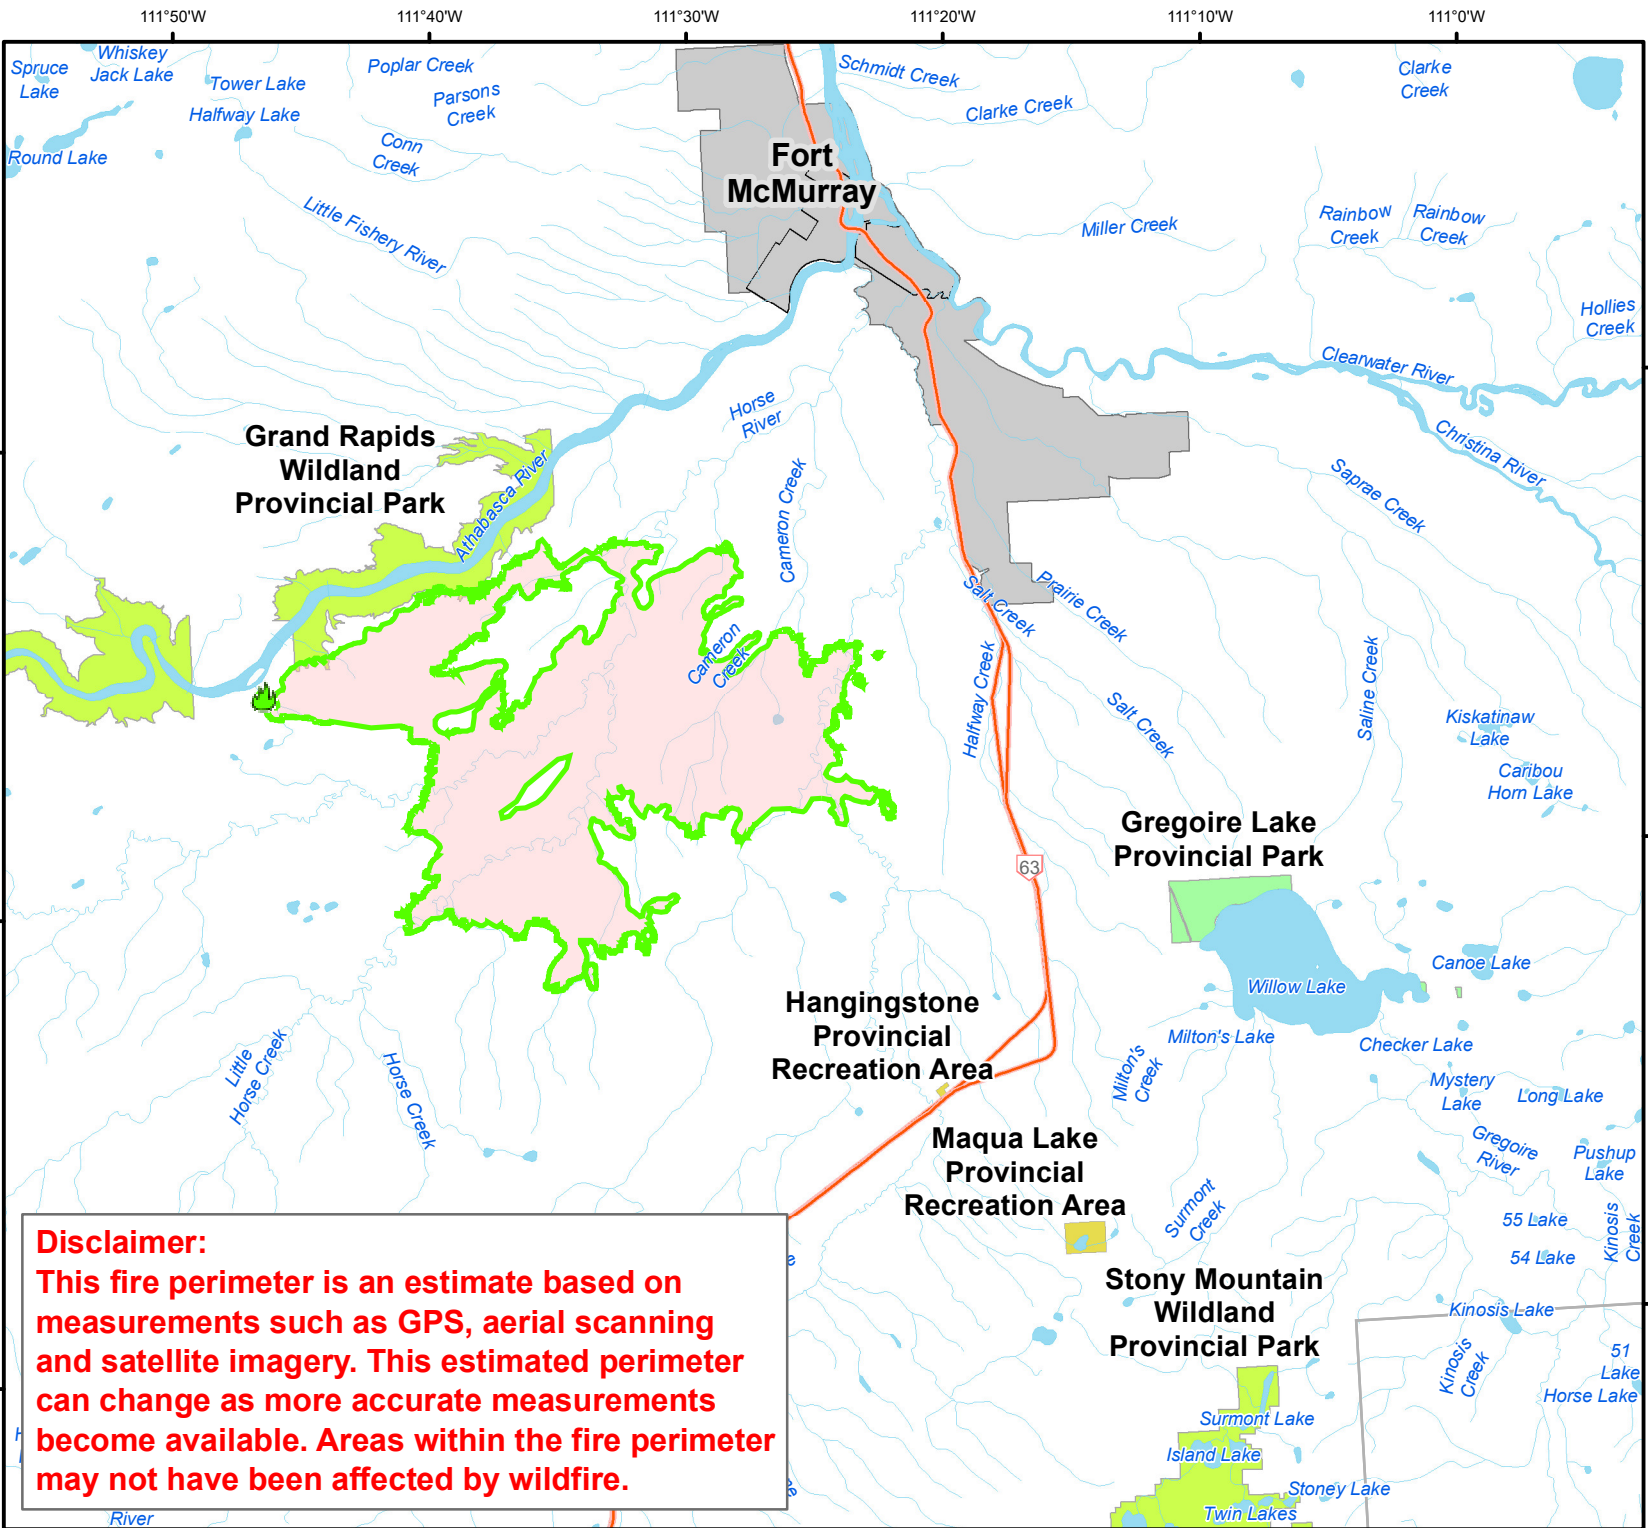 111°50'W
111°40'W
111°30'W
111°20'W
111°10'W
111°0'W
Spruce
Lake
Whiskey
Jack Lake
Tower Lake
Halfway Lake
Round Lake
Poplar Creek
Parsons
Creek
Conn
Creek
Little Fishery River
Fort
McMurray
Schmidt Creek
Clarke Creek
Clarke
Creek
Miller Creek
Rainbow
Creek
Rainbow
Creek
Hollies
Creek
Clearwater River
Christina River
Saprae Creek
Horse
River
Grand Rapids
Wildland
Provincial Park
Athabasca River
Cameron Creek
Cameron
Creek
Salt Creek
Prairie Creek
Halfway Creek
Salt Creek
Saline Creek
Kiskatinaw
Lake
Caribou
Horn Lake
Gregoire Lake
Provincial Park
63
Canoe Lake
Willow Lake
Hangingstone
Provincial
Recreation Area
Milton's Lake
Milton's
Creek
Checker Lake
Mystery
Lake
Long Lake
Little
Horse Creek
Horse Creek
Gregoire
River
Pushup
Lake
Maqua Lake
Provincial
Recreation Area
Surmont
Creek
55 Lake
54 Lake
Kinosis
Creek
Stony Mountain
Wildland
Provincial Park
Kinosis Lake
Kinosis
Creek
51
Lake
Horse Lake
Surmont Lake
Island Lake
Stoney Lake
Twin Lakes
Disclaimer:
This fire perimeter is an estimate based on
measurements such as GPS, aerial scanning
and satellite imagery. This estimated perimeter
can change as more accurate measurements
become available. Areas within the fire perimeter
may not have been affected by wildfire.
River